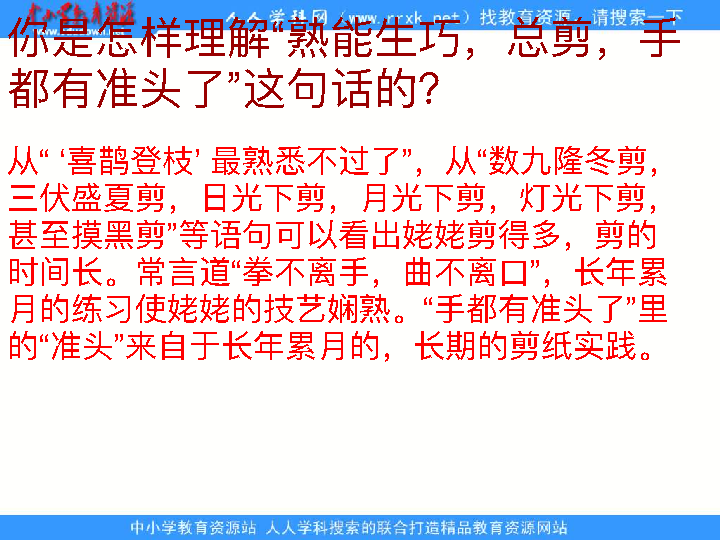 人人学科网（www.rrxk.net）找教育资源，请搜索一下
你是怎样理解“熟能生巧，总剪，手
都有准头了”这句话的？
从“ ‘喜鹊登枝’ 最熟悉不过了”，从“数九隆冬剪，
三伏盛夏剪，日光下剪，月光下剪，灯光下剪，
甚至摸黑剪”等语句可以看出姥姥剪得多，剪的
时间长。常言道“拳不离手，曲不离口”，长年累
月的练习使姥姥的技艺娴熟。“手都有准头了”里
的“准头”来自于长年累月的，长期的剪纸实践。
中小学教育资源站 人人学科搜索的联合打造精品教育资源网站